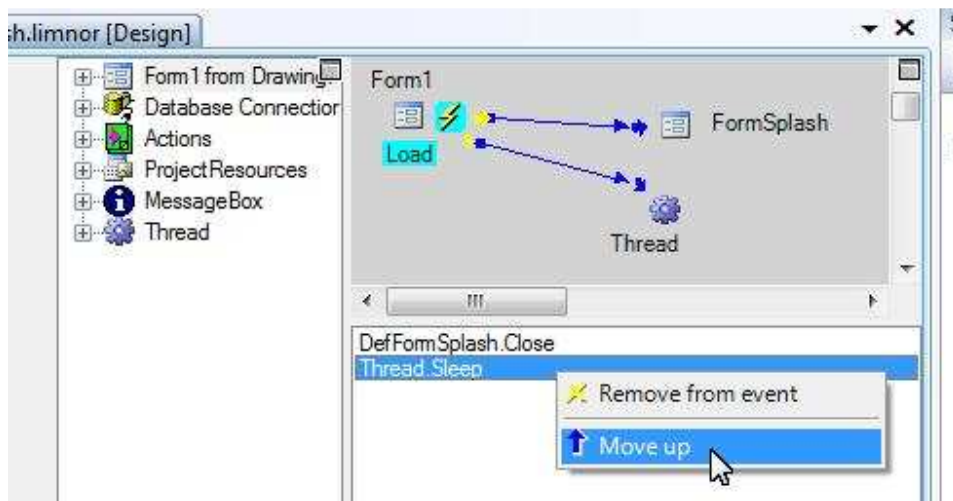 sh.limnor [Design]
Form1 from Drawing
Database Connection
Actions
ProjectResources
MessageBox
Thread
Form1
Load
FormSplash
Thread
DefFormSplash.Close
Thread.Sleep
Remove from event
Move up